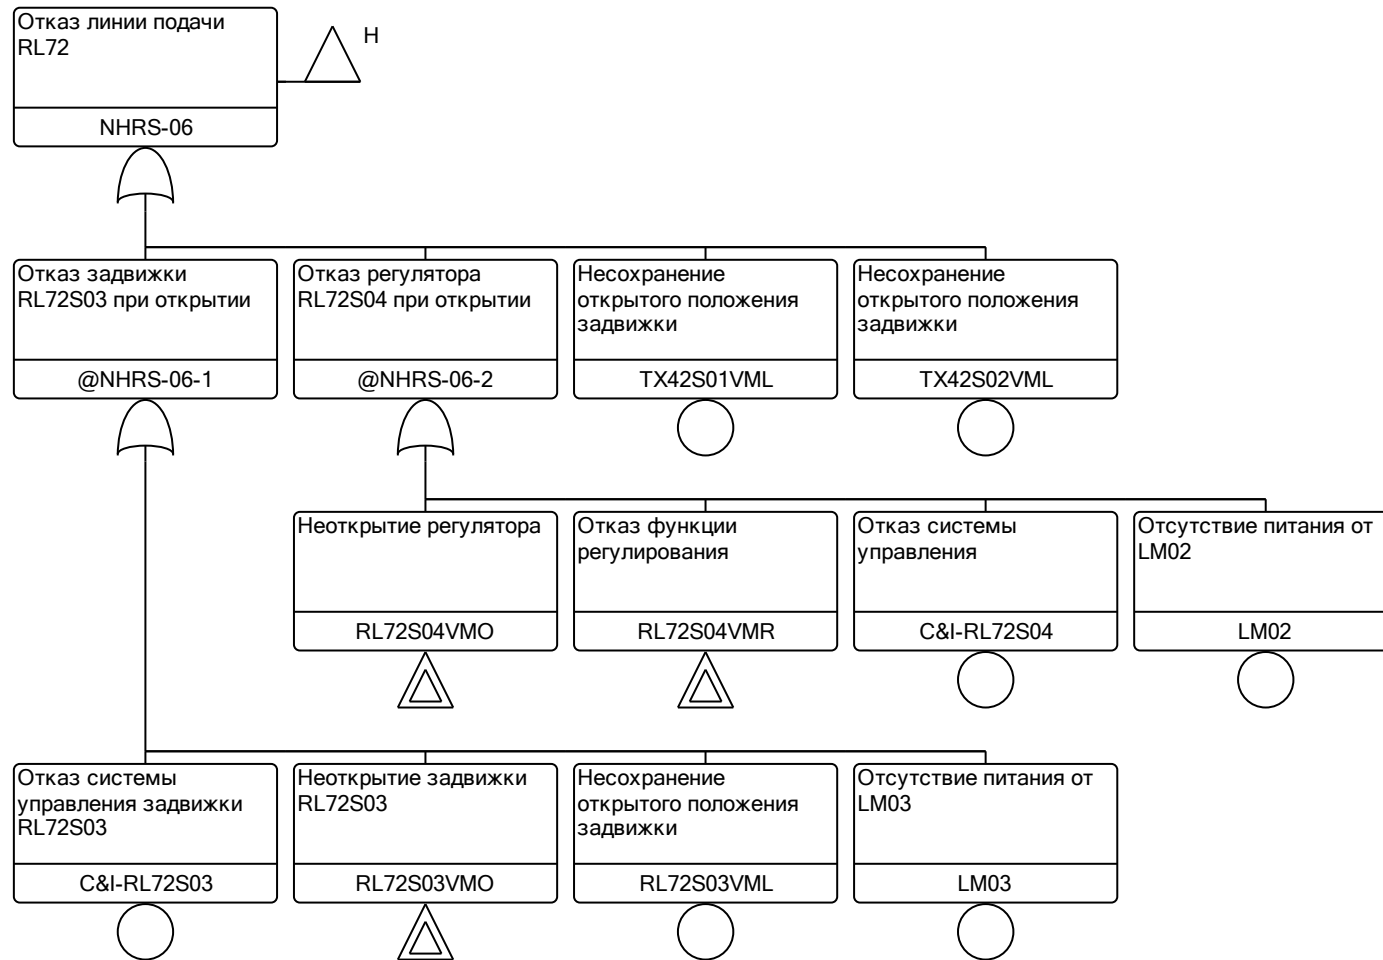 Отказ линии подачи
RL72
NHRS-06
H
Отказ задвижки
RL72S03 при открытии
@NHRS-06-1
Отказ регулятора
RL72S04 при открытии
@NHRS-06-2
Несохранение
открытого положения
задвижки
TX42S01VML
Несохранение
открытого положения
задвижки
TX42S02VML
Неоткрытие регулятора
RL72S04VMO
Отказ функции
регулирования
RL72S04VMR
Отказ системы
управления
C&I-RL72S04
Отсутствие питания от
LM02
LM02
Отказ системы
управления задвижки
RL72S03
C&I-RL72S03
Неоткрытие задвижки
RL72S03
RL72S03VMO
Несохранение
открытого положения
задвижки
RL72S03VML
Отсутствие питания от
LM03
LM03